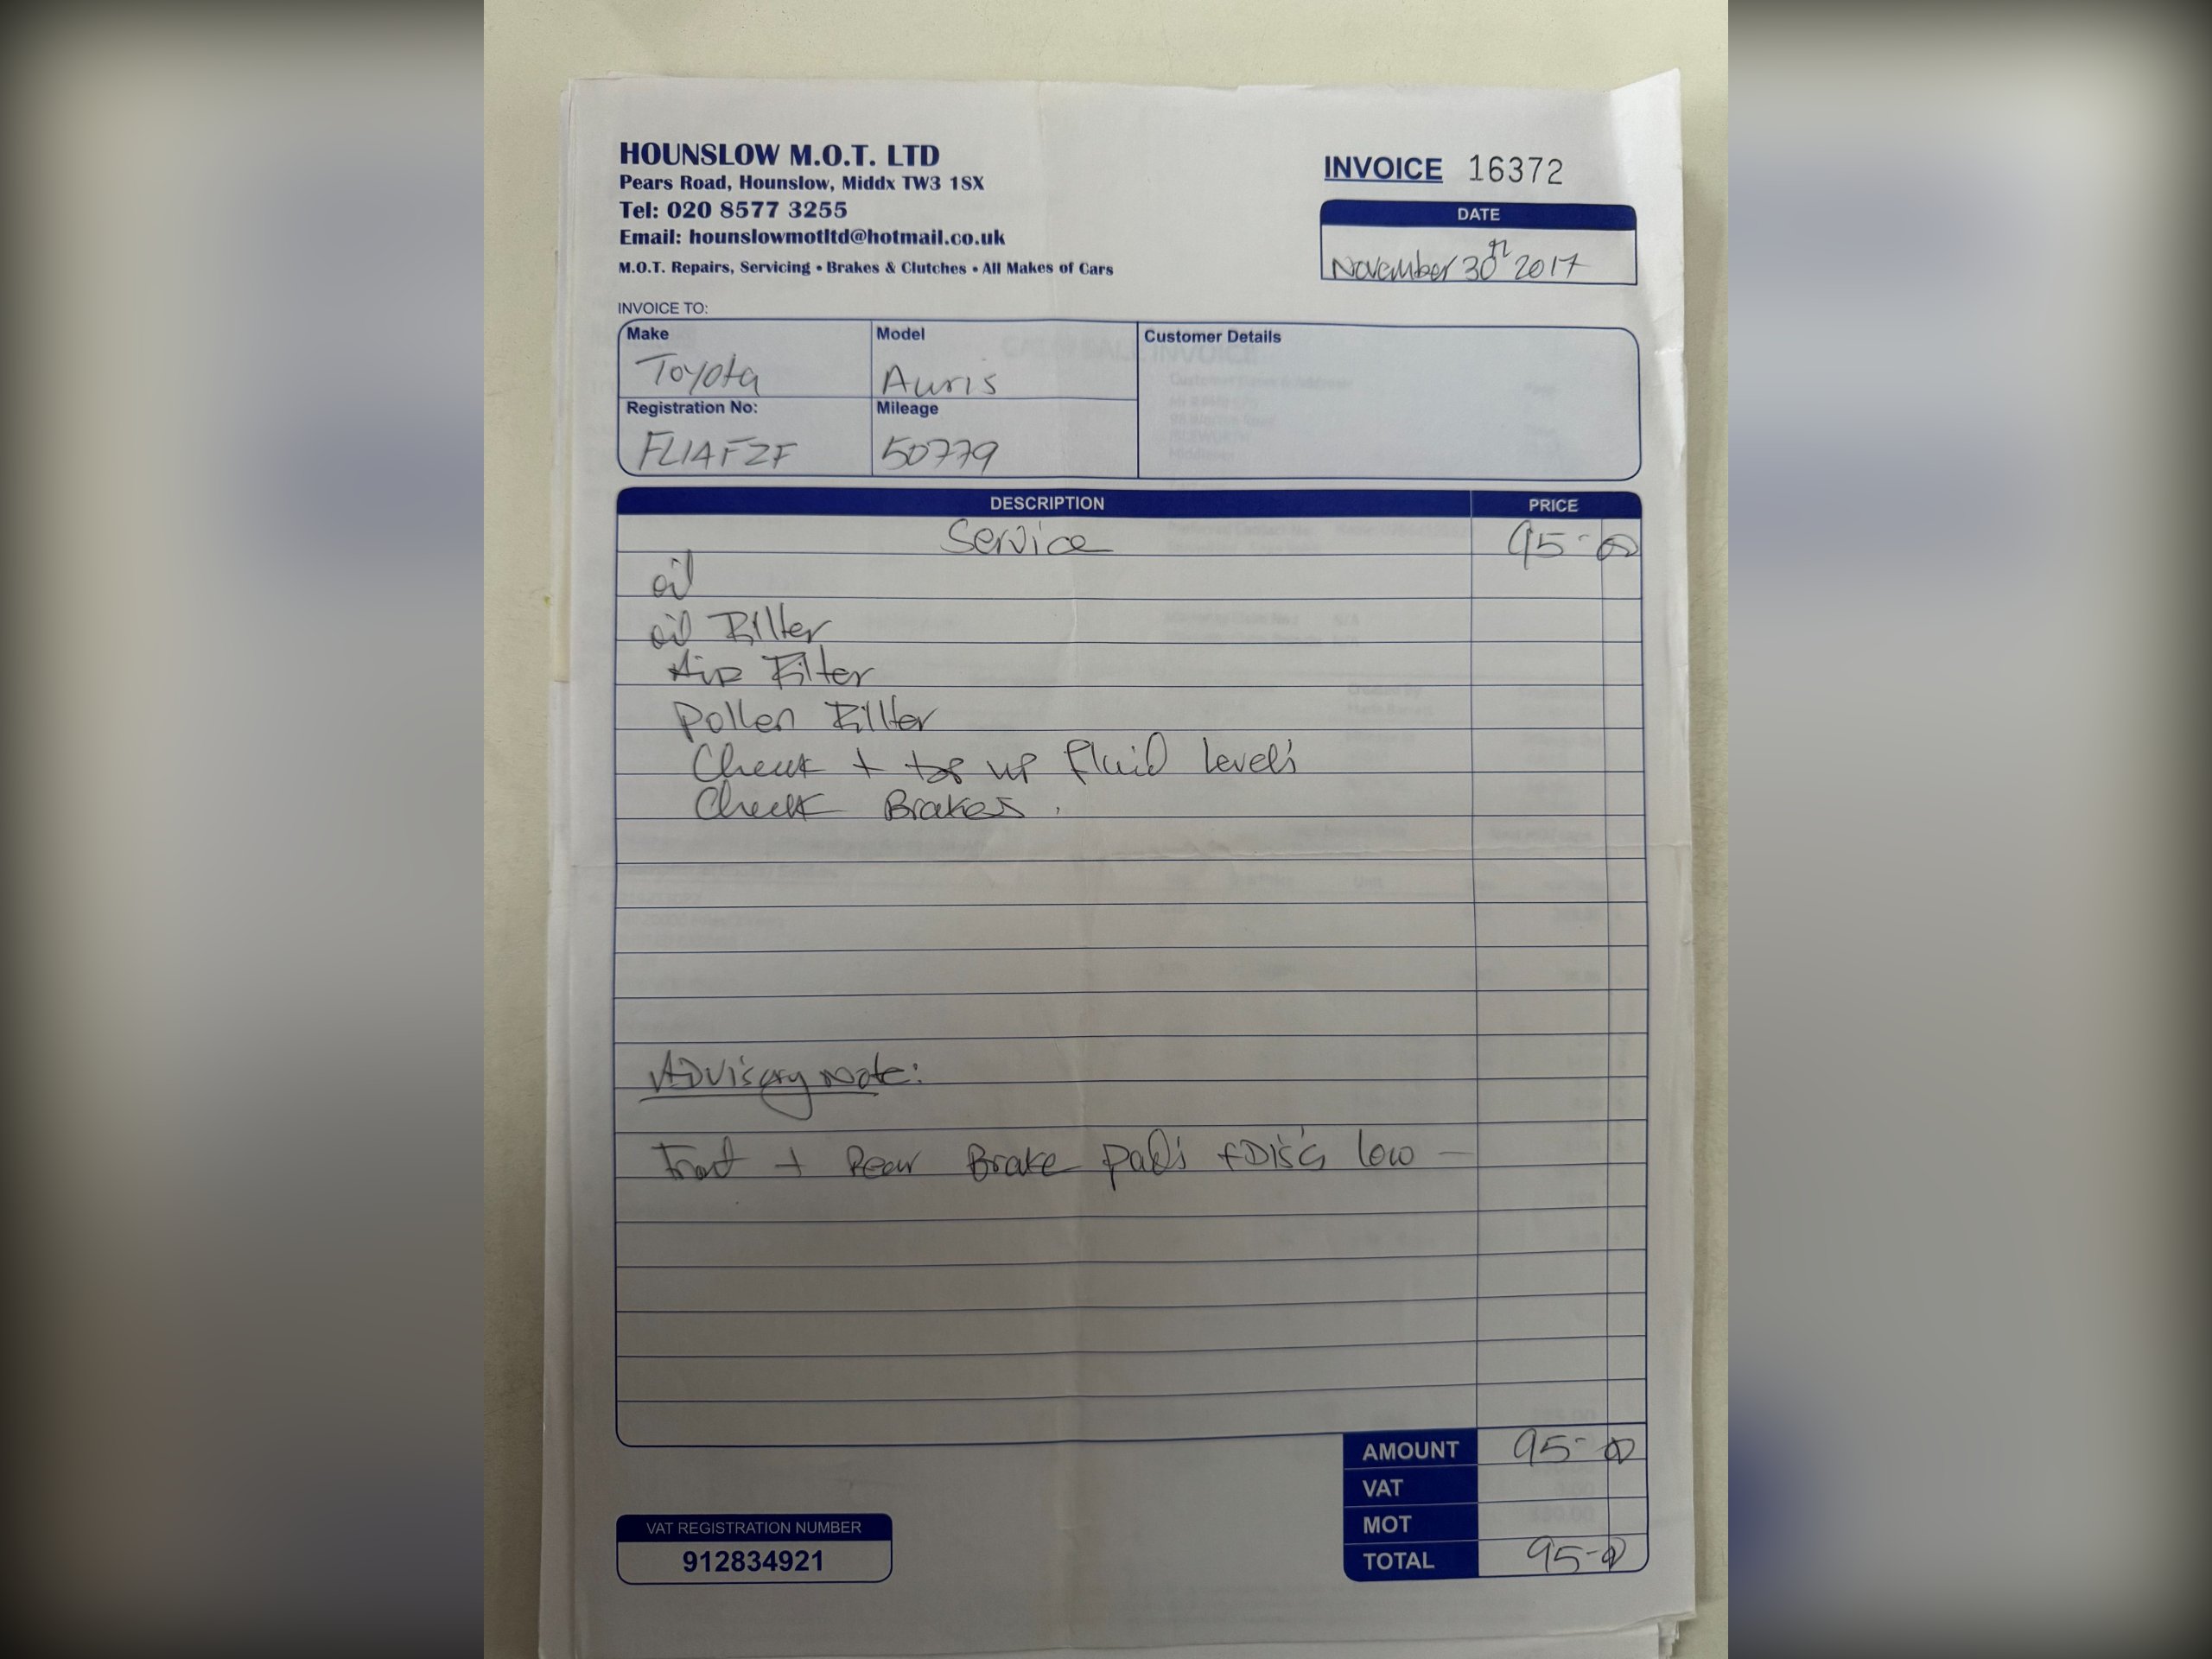 HOUNSLOW M.O.T. LTD
Pears Road, Hounslow, Middx TW3 1SX
Tel: 020 8577 3255
Email: hounslowmotltd@hotmail.co.uk
M.O.T. Repairs, Servicing • Brakes & Clutches • All Makes of Cars
INVOICE 16372
DATE
November 30th 2017
INVOICE TO:
Make
Toyota
Model
Auris
Customer Details
Registration No:
FL14FZF
Mileage
50779
DESCRIPTION PRICE
Service 95-00
oil
oil Filter
Air Filter
Pollen Filter
Check + top up fluid level's
Check Brakes.
Advisory note:
Front + Rear Brake pad's + Disc's low -
AMOUNT 95-00
VAT
MOT
TOTAL 95-00
VAT REGISTRATION NUMBER
912834921